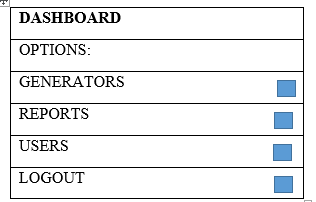 DASHBOARD
OPTIONS:
GENERATORS
REPORTS
USERS
LOGOUT